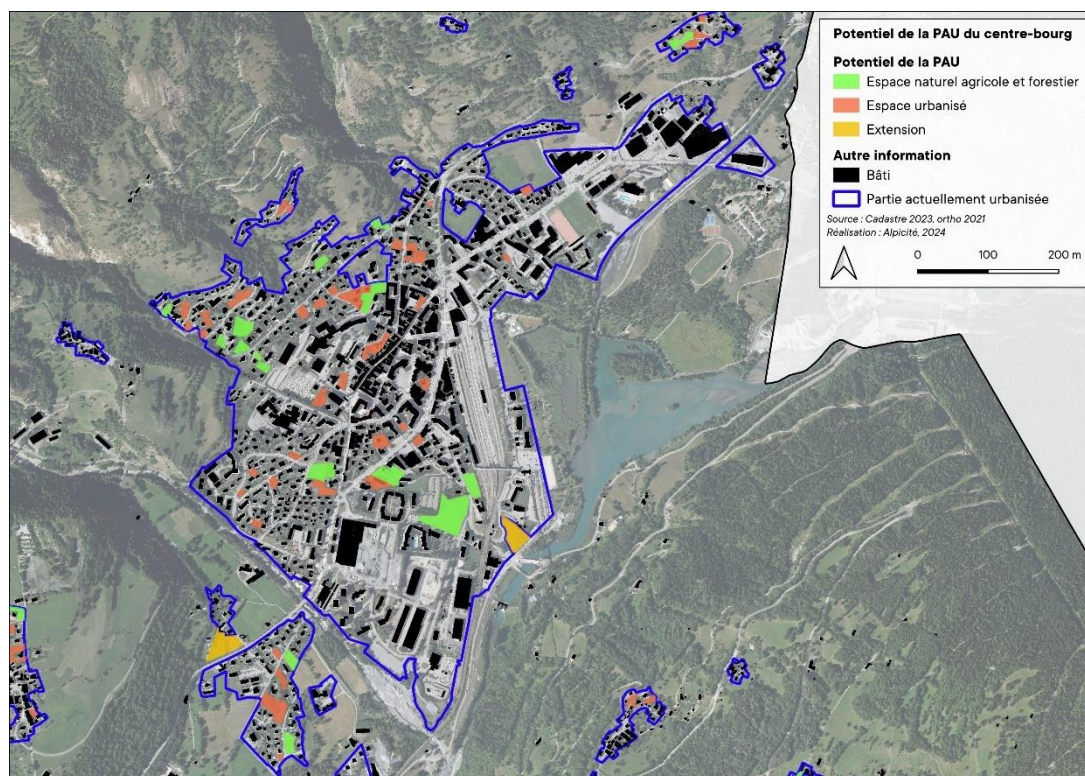 Potentiel de la PAU du centre-bourg
Potentiel de la PAU
Espace naturel agricole et forestier
Espace urbanisé
Extension
Autre information
Bâti
Partie actuellement urbanisée
Source : Cadastre 2023, ortho 2021
Réalisation : Alpicité, 2024
0 100 200 m